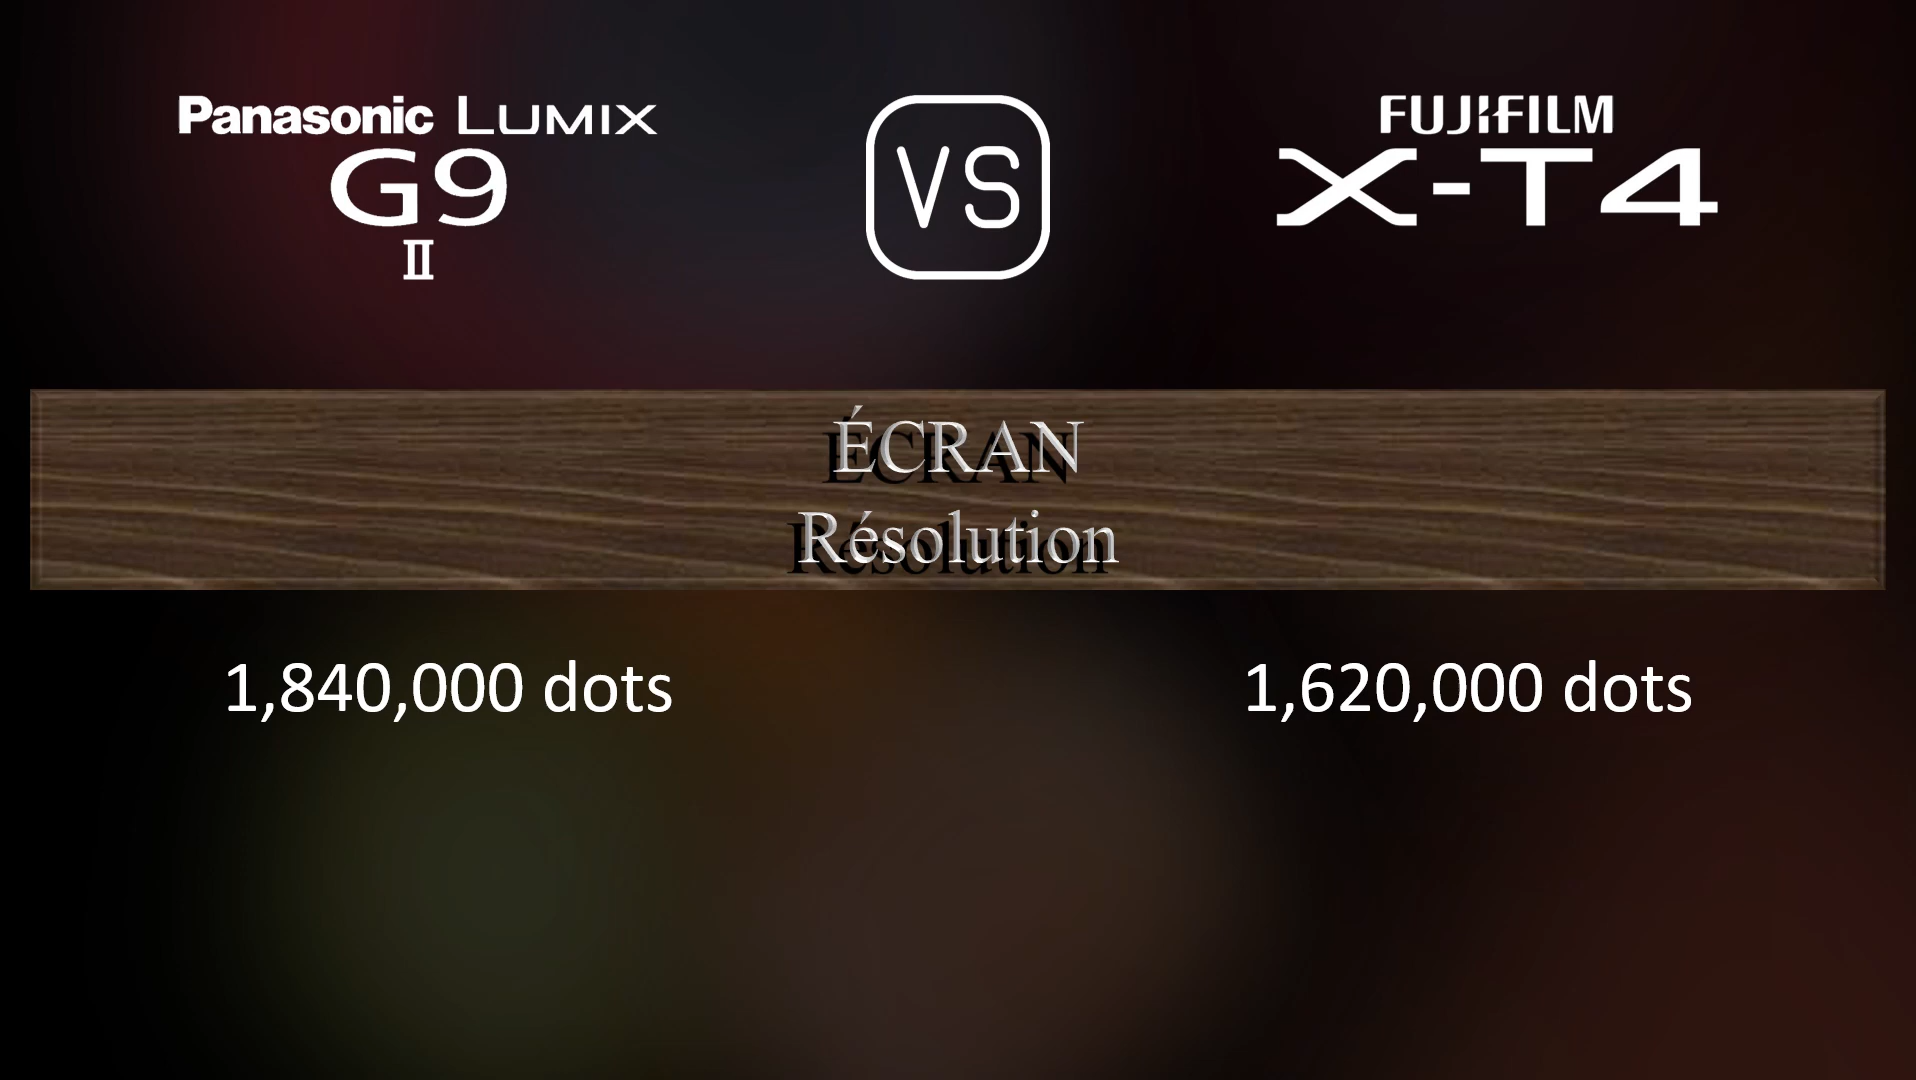 Panasonic LUMIX
G9
II
VS
FUJIFILM
X-T4
ÉCRAN
Résolution
1,840,000 dots
1,620,000 dots